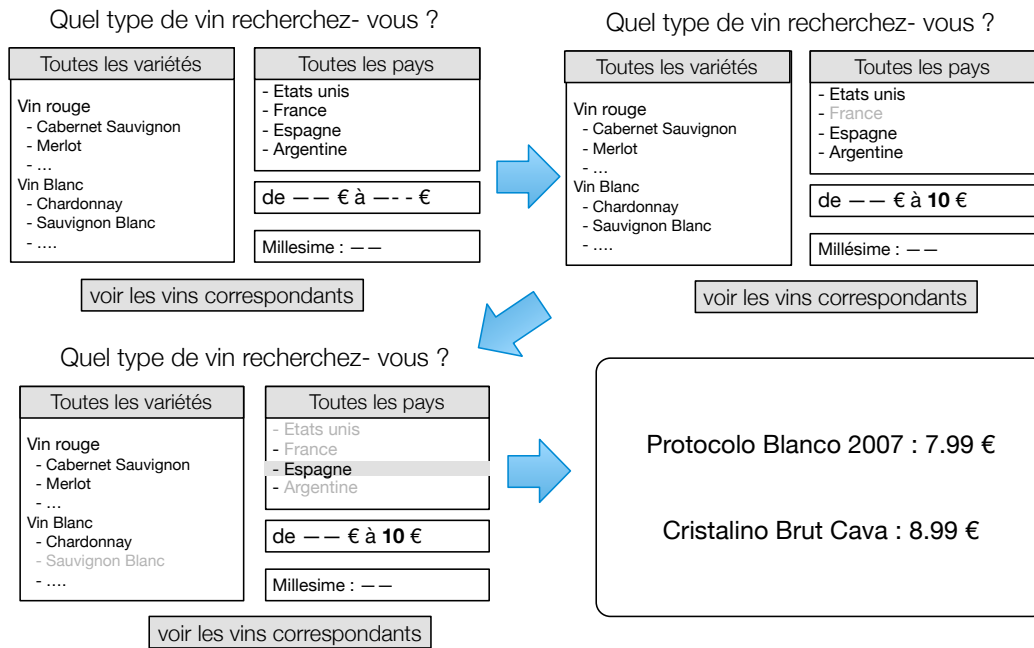 Quel type de vin recherchez- vous ?
Toutes les variétés
Vin rouge
- Cabernet Sauvignon
- Merlot
- ...
Vin Blanc
- Chardonnay
- Sauvignon Blanc
- ....
Toutes les pays
- Etats unis
- France
- Espagne
- Argentine
de — — € à —- - €
Millesime : — —
voir les vins correspondants
Quel type de vin recherchez- vous ?
Toutes les variétés
Vin rouge
- Cabernet Sauvignon
- Merlot
- ...
Vin Blanc
- Chardonnay
- Sauvignon Blanc
- ....
Toutes les pays
- Etats unis
- France
- Espagne
- Argentine
de — — € à 10 €
Millésime : — —
voir les vins correspondants
Quel type de vin recherchez- vous ?
Toutes les variétés
Vin rouge
- Cabernet Sauvignon
- Merlot
- ...
Vin Blanc
- Chardonnay
- Sauvignon Blanc
- ....
Toutes les pays
- Etats unis
- France
- Espagne
- Argentine
de — — € à 10 €
Millesime : — —
voir les vins correspondants
Protocolo Blanco 2007 : 7.99 €
Cristalino Brut Cava : 8.99 €